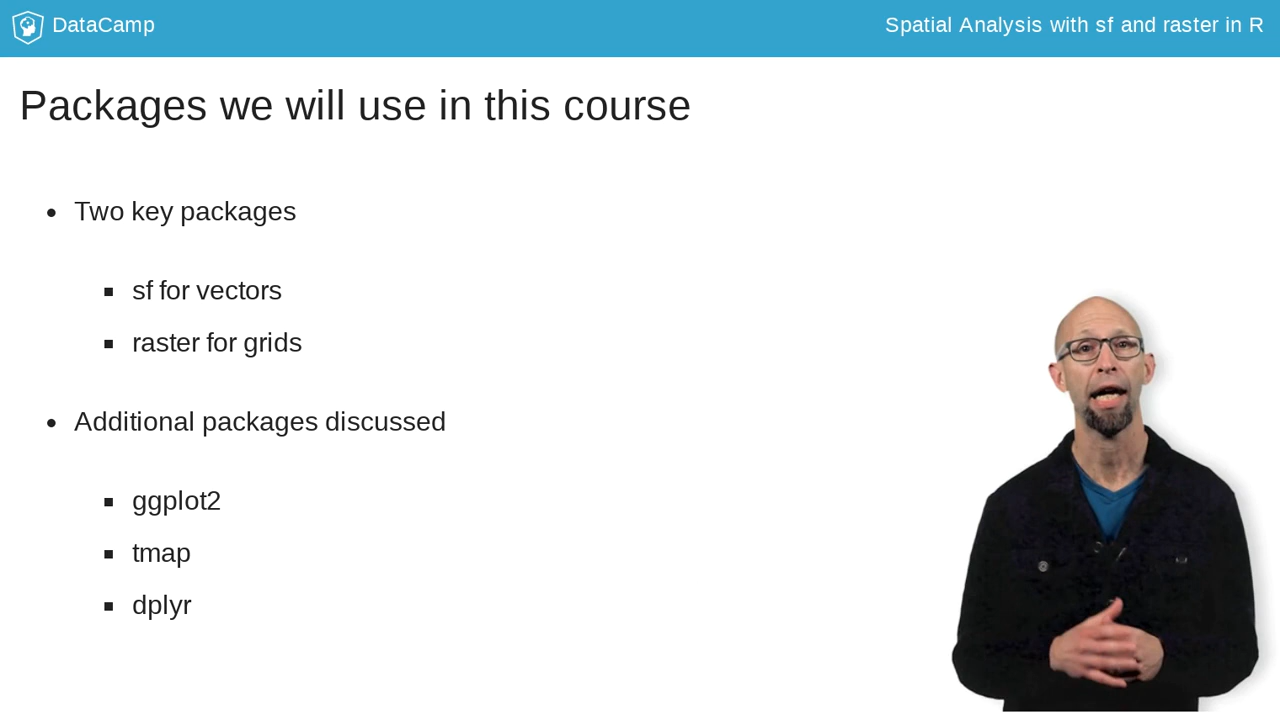 DataCamp
Spatial Analysis with sf and raster in R
Packages we will use in this course
Two key packages
sf for vectors
raster for grids
Additional packages discussed
ggplot2
tmap
dplyr